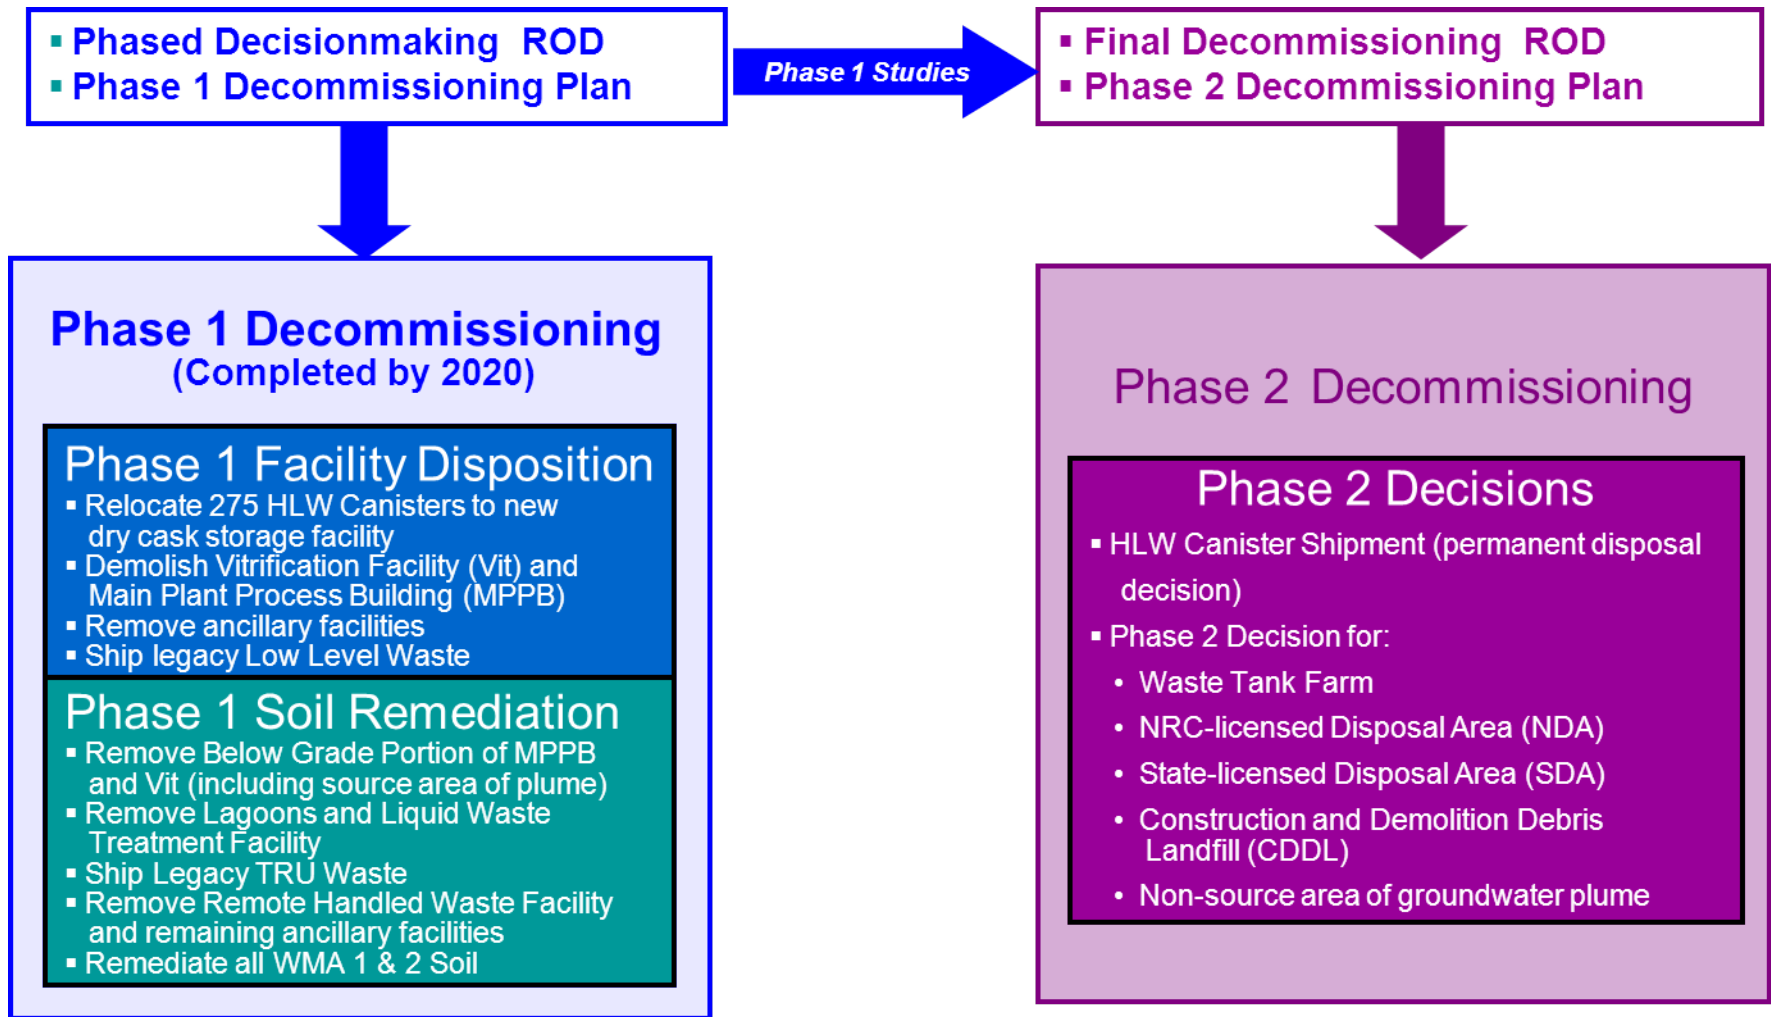 ▪ Phased Decisionmaking ROD
▪ Phase 1 Decommissioning Plan
Phase 1 Studies
▪ Final Decommissioning ROD
▪ Phase 2 Decommissioning Plan
Phase 1 Decommissioning
(Completed by 2020)
Phase 1 Facility Disposition
▪ Relocate 275 HLW Canisters to new
dry cask storage facility
▪ Demolish Vitrification Facility (Vit) and
Main Plant Process Building (MPPB)
▪ Remove ancillary facilities
▪ Ship legacy Low Level Waste
Phase 1 Soil Remediation
▪ Remove Below Grade Portion of MPPB
and Vit (including source area of plume)
▪ Remove Lagoons and Liquid Waste
Treatment Facility
▪ Ship Legacy TRU Waste
▪ Remove Remote Handled Waste Facility
and remaining ancillary facilities
▪ Remediate all WMA 1 & 2 Soil
Phase 2 Decommissioning
Phase 2 Decisions
▪ HLW Canister Shipment (permanent disposal
decision)
▪ Phase 2 Decision for:
• Waste Tank Farm
• NRC-licensed Disposal Area (NDA)
• State-licensed Disposal Area (SDA)
• Construction and Demolition Debris
Landfill (CDDL)
• Non-source area of groundwater plume